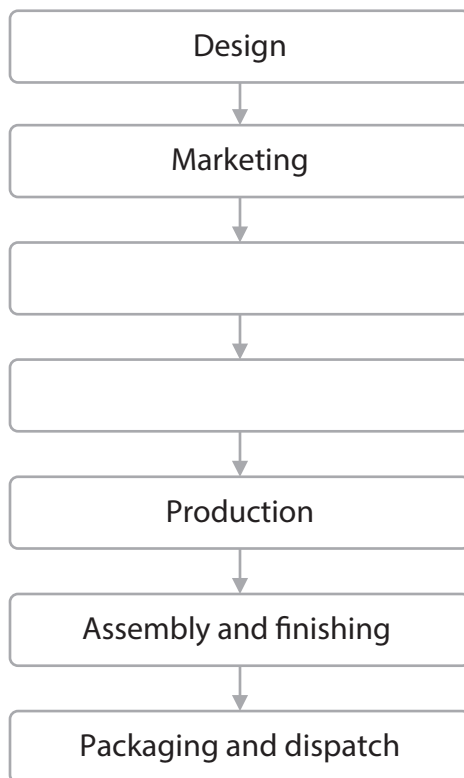 Design
Marketing
Production
Assembly and finishing
Packaging and dispatch